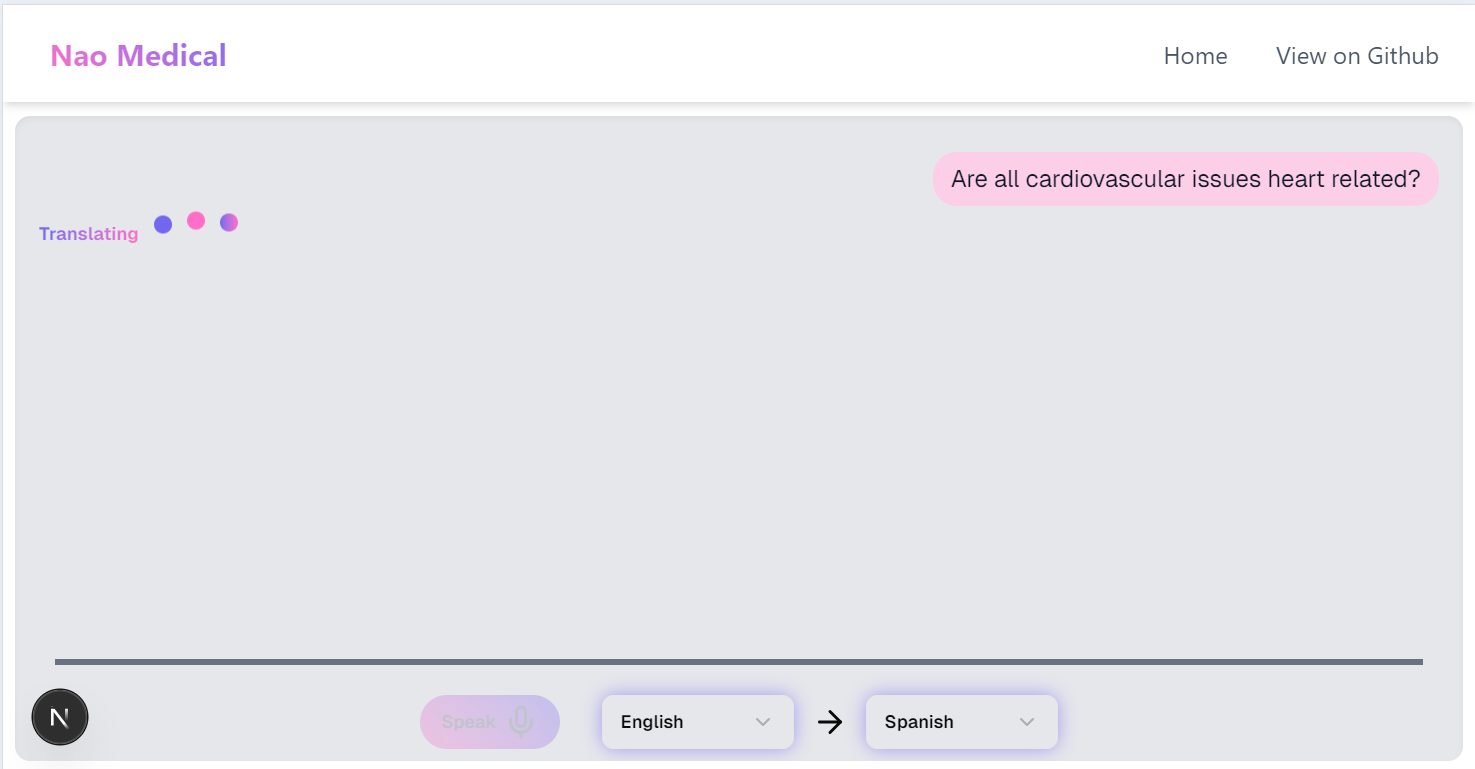 Nao Medical
Home
View on Github
Are all cardiovascular issues heart related?
Translating
Speak
English
Spanish
N